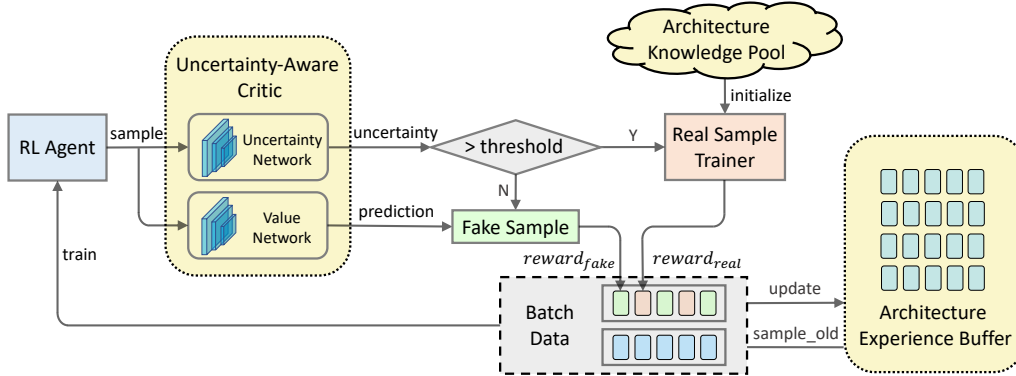 Architecture
Knowledge Pool
initialize
Uncertainty-Aware
Critic
RL Agent
sample
Uncertainty
Network
uncertainty
> threshold
Y
Real Sample
Trainer
N
Value
Network
prediction
Fake Sample
train
reward_fake
reward_real
Batch
Data
update
sample_old
Architecture
Experience Buffer